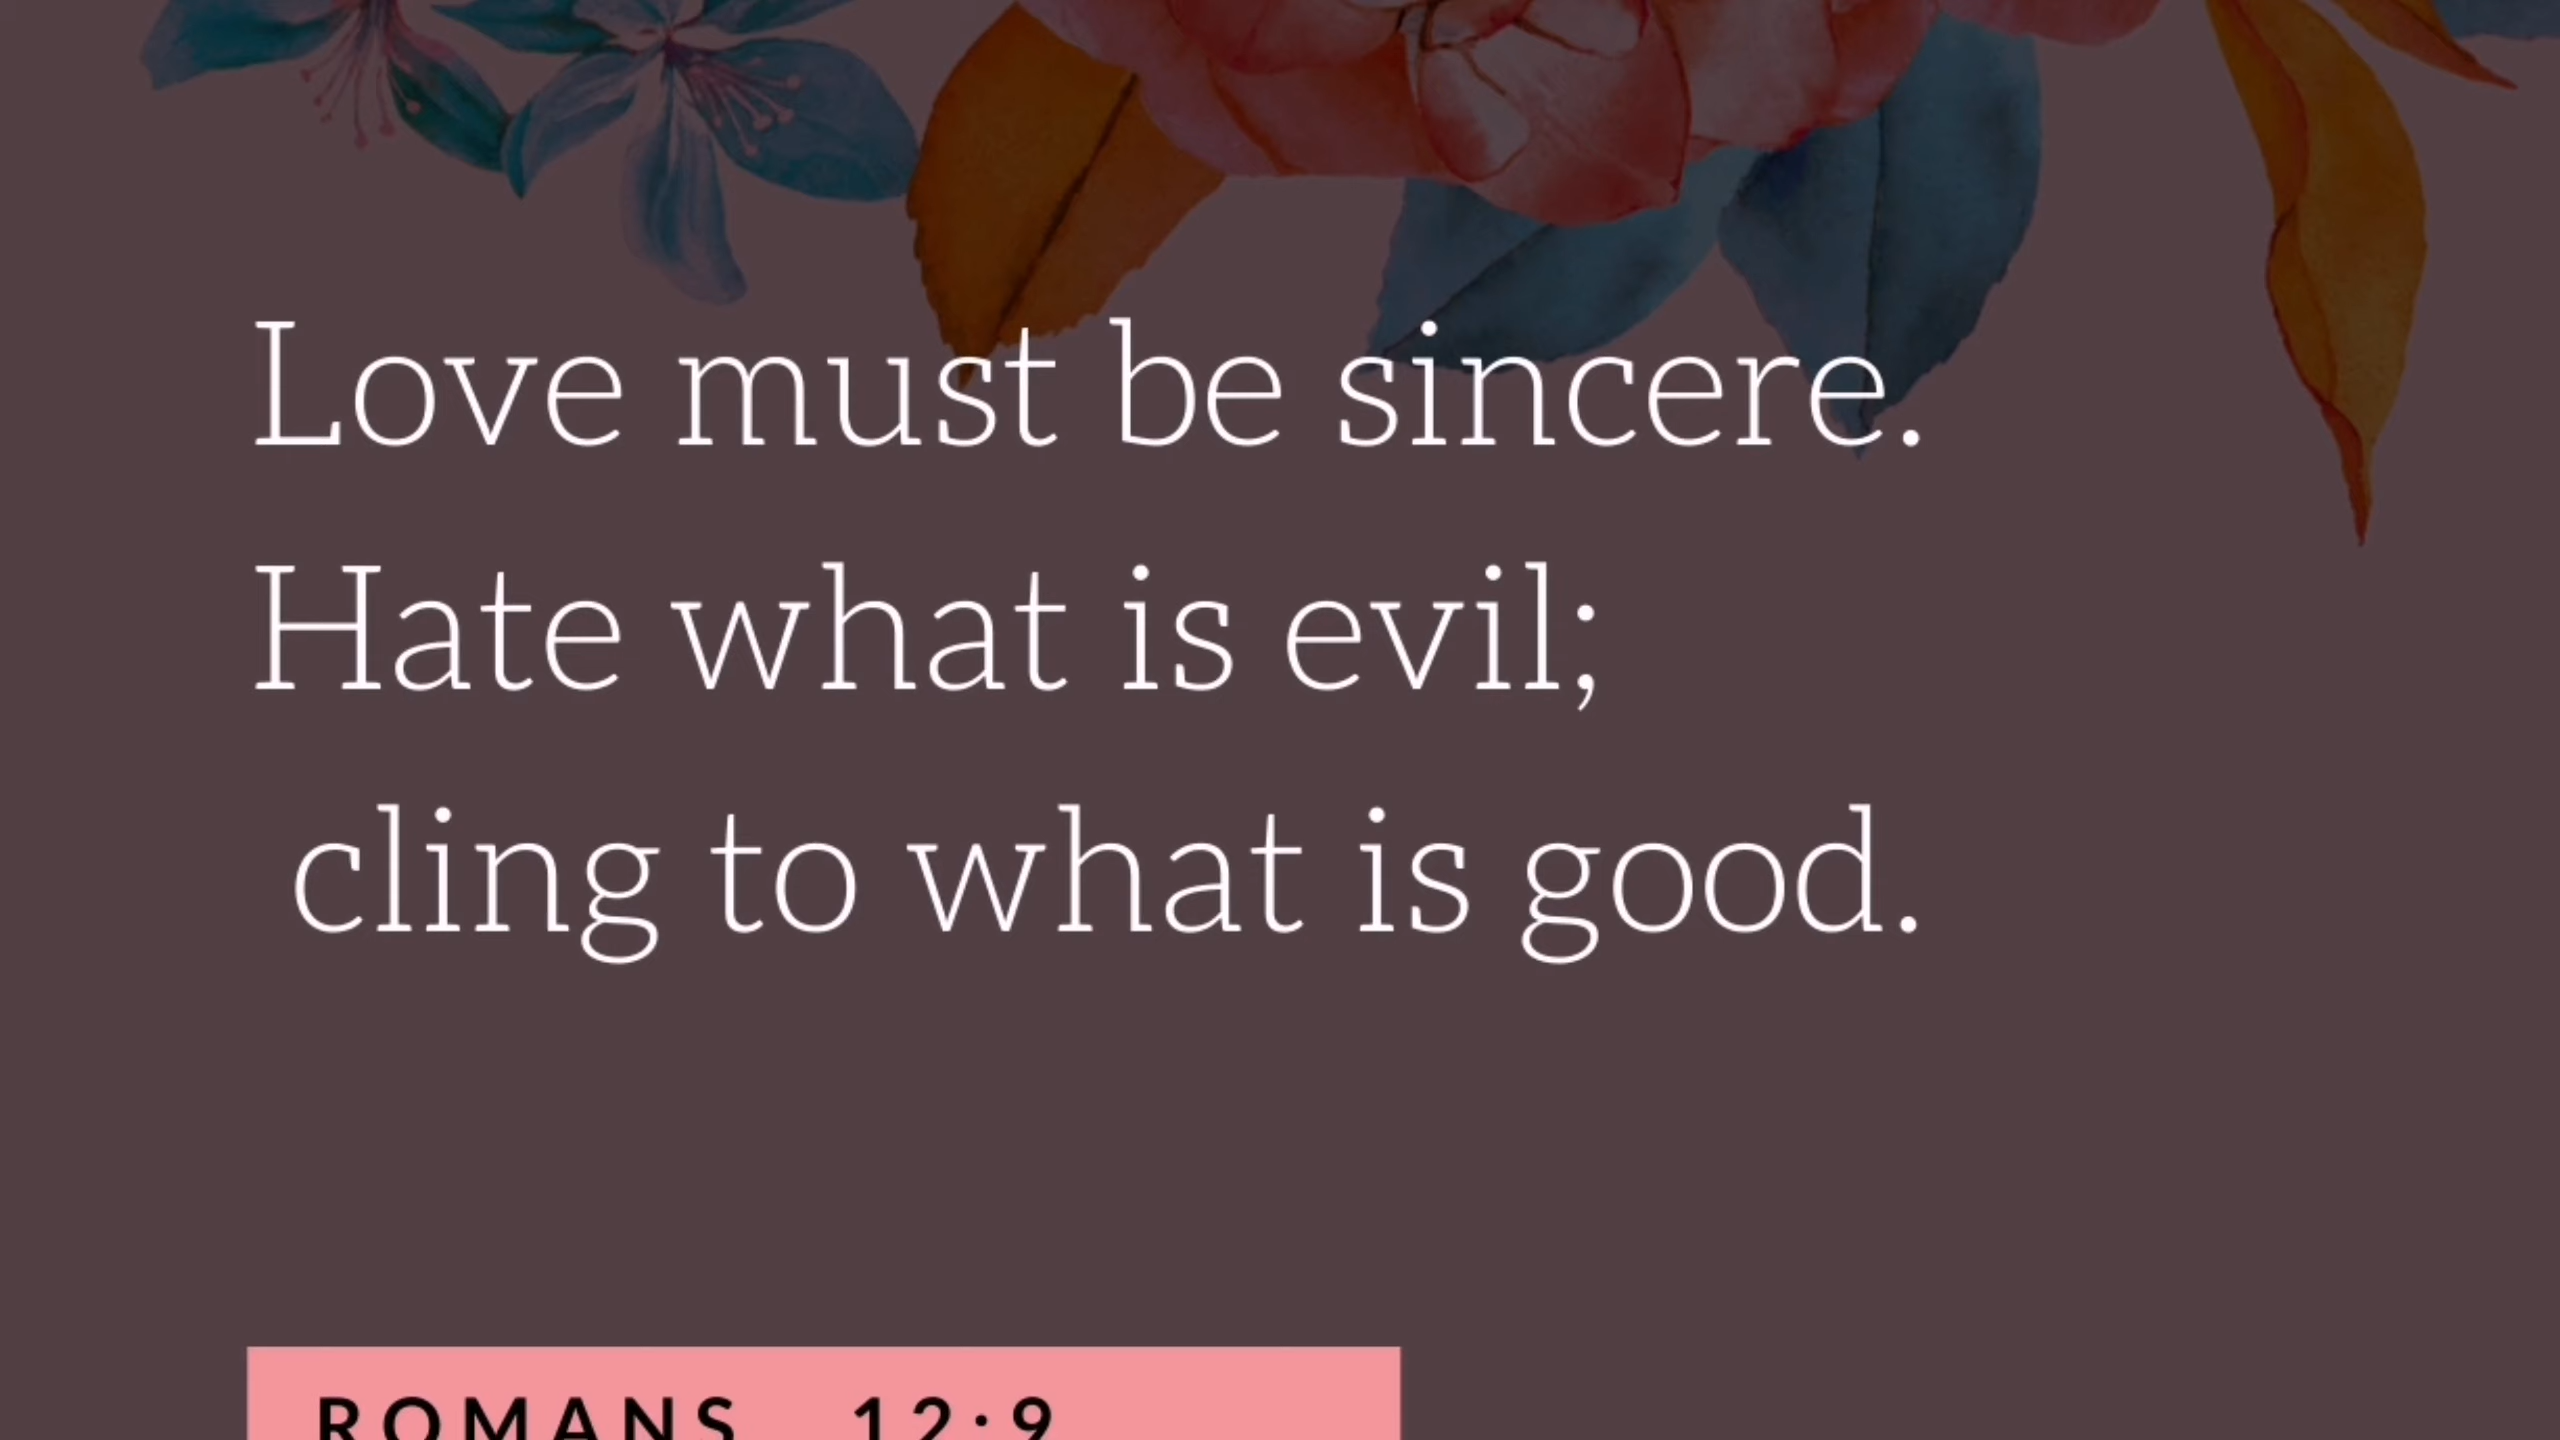 Love must be sincere.
Hate what is evil;
cling to what is good.
ROMANS 12:9